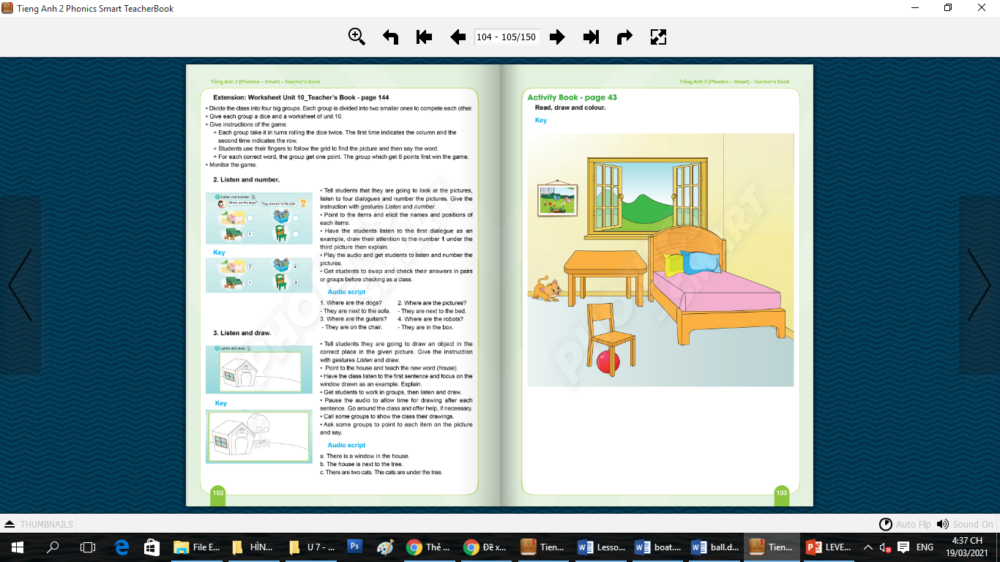 Tieng Anh 2 Phonics Smart TeacherBook
104 - 105/150
Tiếng Anh 2 (Phonics – Smart) - Teacher's Book
Extension: Worksheet Unit 10_Teacher's Book - page 144
• Divide the class into four big groups. Each group is divided into two smaller ones to compete each other.
• Give each group a dice and a worksheet of unit 10.
• Give instructions of the game.
+ Each group take it in turns rolling the dice twice. The first time indicates the column and the
second time indicates the row.
+ Students use their fingers to follow the grid to find the picture and then say the word.
+ For each correct word, the group get one point. The group which get 6 points first win the game.
• Monitor the game.
2. Listen and number.
Listen and number.
Where are the dogs?
They are next to the sofa.
1
Key
2
4
1
3
• Tell students that they are going to look at the pictures,
listen to four dialogues and number the pictures. Give the
instruction with gestures Listen and number.
• Point to the items and elicit the names and positions of
each items.
• Have the students listen to the first dialogue as an
example, draw their attention to the number 1 under the
third picture then explain.
• Play the audio and get students to listen and number the
pictures.
• Get students to swap and check their answers in pairs
or groups before checking as a class.
Audio script
1. Where are the dogs? 2. Where are the pictures?
- They are next to the sofa. - They are next to the bed.
3. Where are the guitars? 4. Where are the robots?
- They are on the chair. - They are in the box.
3. Listen and draw.
Listen and draw.
Key
• Tell students they are going to draw an object in the
correct place in the given picture. Give the instruction
with gestures Listen and draw.
• Point to the house and teach the new word (house).
• Have the class listen to the first sentence and focus on the
window drawn as an example. Explain.
• Get students to work in groups, then listen and draw.
• Pause the audio to allow time for drawing after each
sentence. Go around the class and offer help, if necessary.
• Call some groups to show the class their drawings.
• Ask some groups to point to each item on the picture
and say.
Audio script
a. There is a window in the house.
b. The house is next to the tree.
c. There are two cats. The cats are under the tree.
102
Tiếng Anh 2 (Phonics – Smart) - Teacher's Book
Activity Book - page 43
Read, draw and colour.
Key
103
THUMBNAILS
Auto Flip
Sound On
File E...
HÌN...
U 7 - ...
Ps
Thẻ ...
Đề x...
Tien...
Lesso...
boat....
ball.d...
Tien...
LEVE...
ENG
4:37 CH
19/03/2021